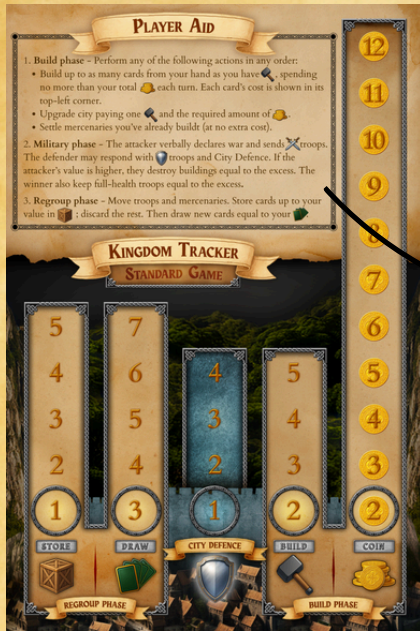 PLAYER AID
1. Build phase – Perform any of the following actions in any order:
• Build up to as many cards from your hand as you have , spending
no more than your total each turn. Each card's cost is shown in its
top-left corner.
• Upgrade city paying one and the required amount of .
• Settle mercenaries you've already buildt (at no extra cost).
2. Military phase – The attacker verbally declares war and sends troops.
The defender may respond with troops and City Defence. If the
attacker's value is higher, they destroy buildings equal to the excess. The
winner also keep full-health troops equal to the excess.
3. Regroup phase – Move troops and mercenaries. Store cards up to your
value in ; discard the rest. Then draw new cards equal to your
KINGDOM TRACKER
STANDARD GAME
12
11
10
9
8
7
6
5
4
3
2
5
4
3
2
1
7
6
5
4
3
4
3
2
1
5
4
3
2
STORE
DRAW
CITY DEFENCE
BUILD
COIN
REGROUP PHASE
BUILD PHASE